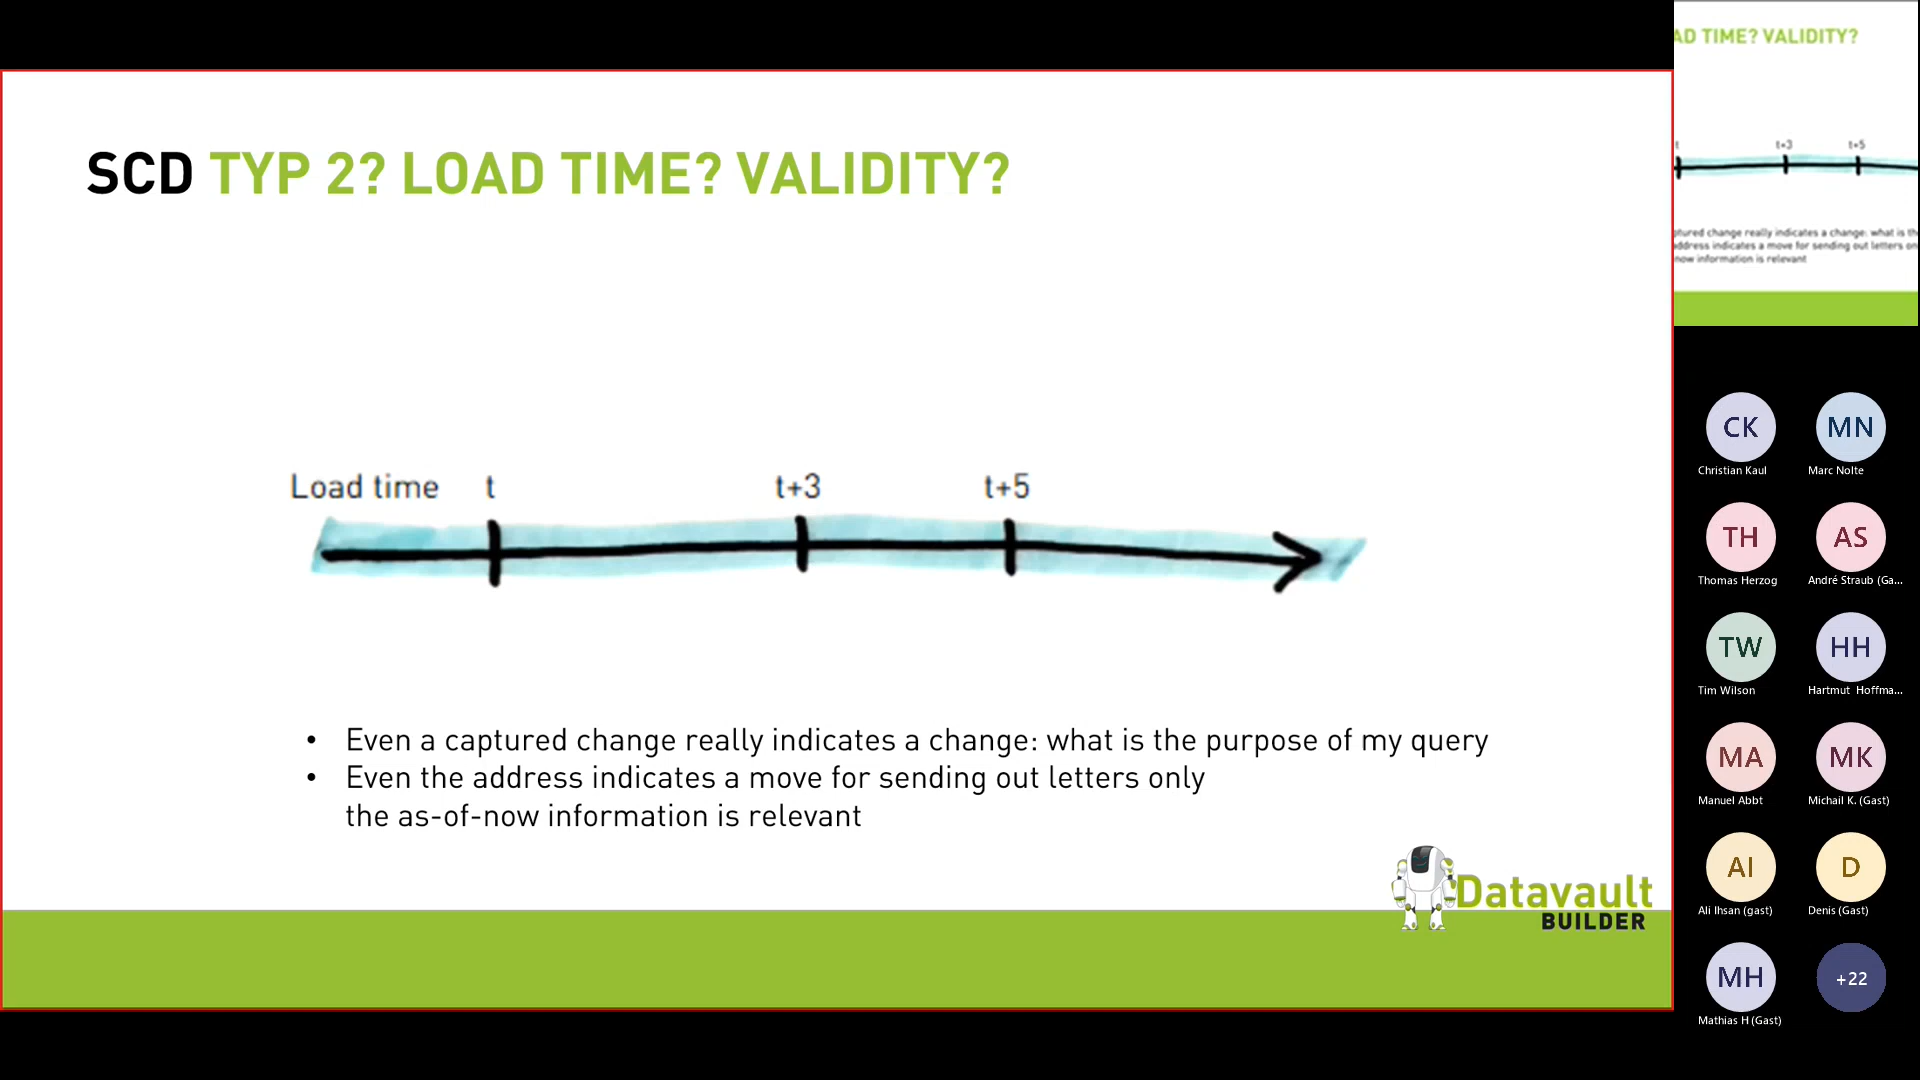 SCD TYP 2? LOAD TIME? VALIDITY?
Load time t t+3 t+5
• Even a captured change really indicates a change: what is the purpose of my query
• Even the address indicates a move for sending out letters only
the as-of-now information is relevant
Datavault
BUILDER
AD TIME? VALIDITY?
t t+3 t+5
ptured change really indicates a change: what is th
address indicates a move for sending out letters on
now information is relevant
CK MN
Christian Kaul Marc Nolte
TH AS
Thomas Herzog André Straub (Ga...
TW HH
Tim Wilson Hartmut Hoffma...
MA MK
Manuel Abbt Michail K. (Gast)
AI D
Ali Ihsan (gast) Denis (Gast)
MH +22
Mathias H (Gast)